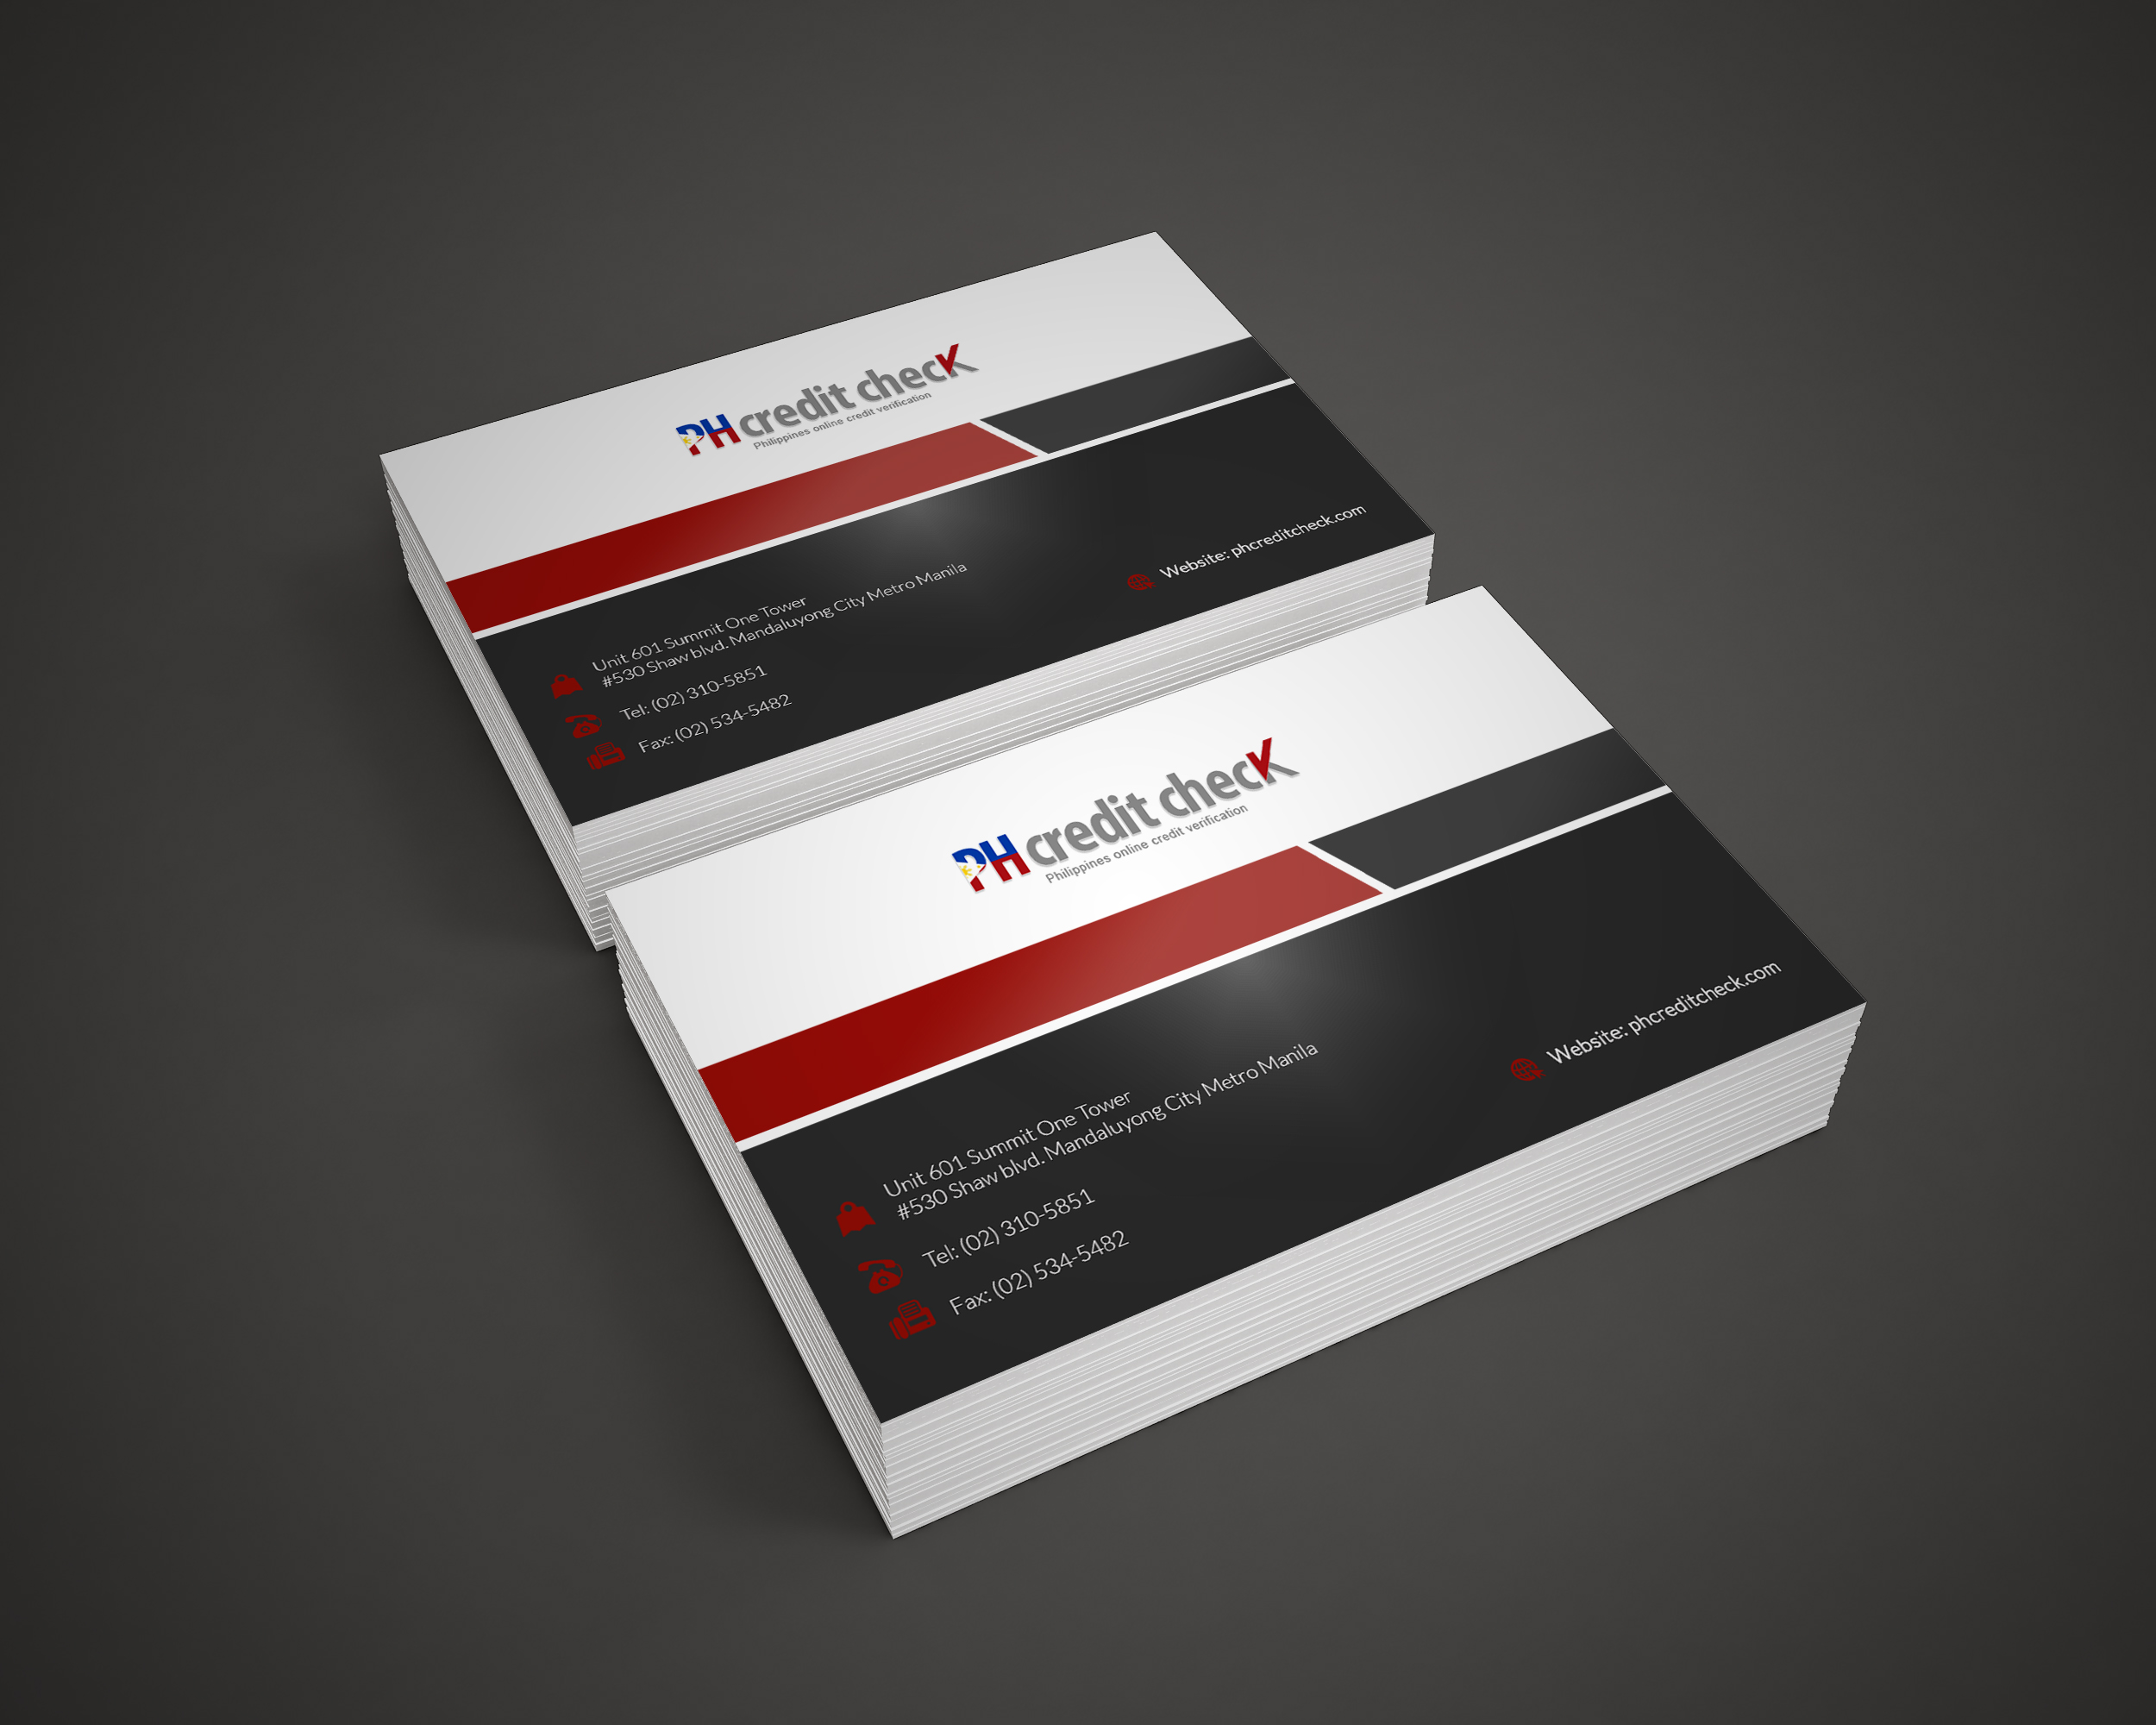 PH credit check
Philippines online credit verification
Unit 601 Summit One Tower
#530 Shaw blvd. Mandaluyong City Metro Manila
Tel: (02) 310-5851
Fax: (02) 534-5482
Website: phcreditcheck.com
PH credit check
Philippines online credit verification
Unit 601 Summit One Tower
#530 Shaw blvd. Mandaluyong City Metro Manila
Tel: (02) 310-5851
Fax: (02) 534-5482
Website: phcreditcheck.com